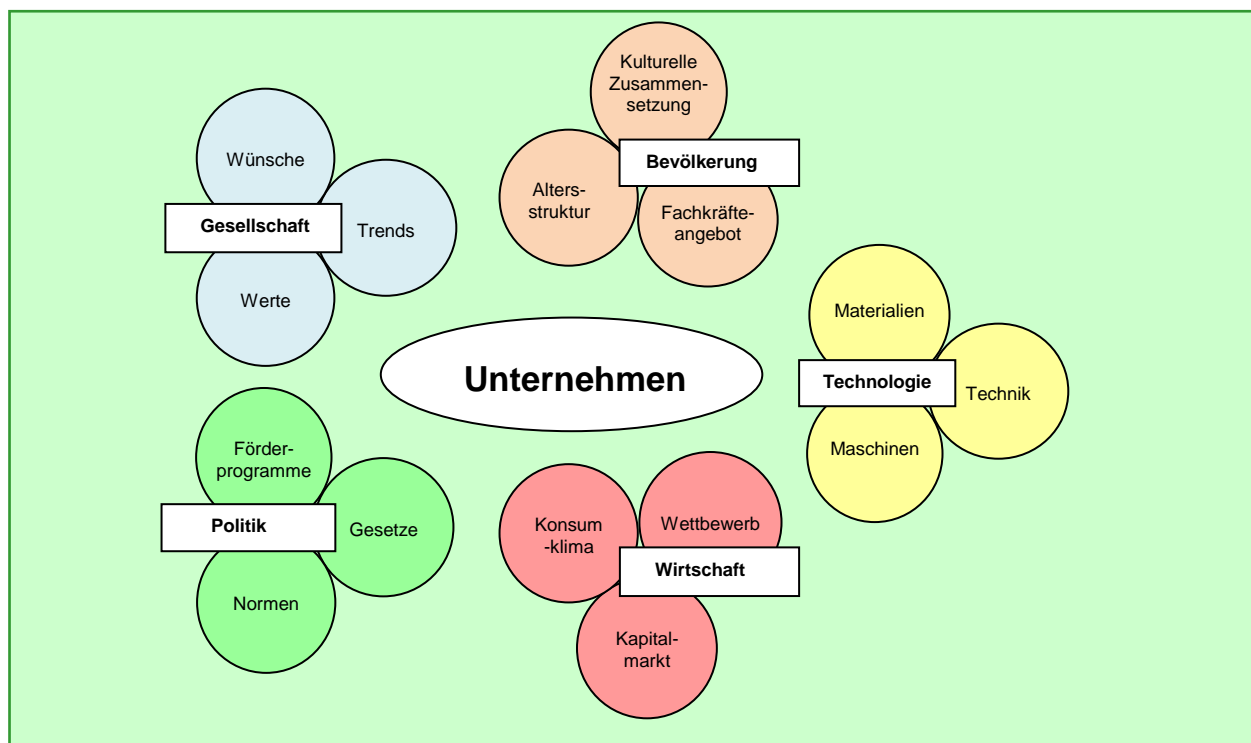 Kulturelle
Zusammen-
setzung
Bevölkerung
Alters-
struktur
Fachkräfte-
angebot
Wünsche
Gesellschaft
Trends
Werte
Materialien
Technologie
Technik
Maschinen
Unternehmen
Förder-
programme
Politik
Gesetze
Normen
Konsum
-klima
Wettbewerb
Wirtschaft
Kapital-
markt